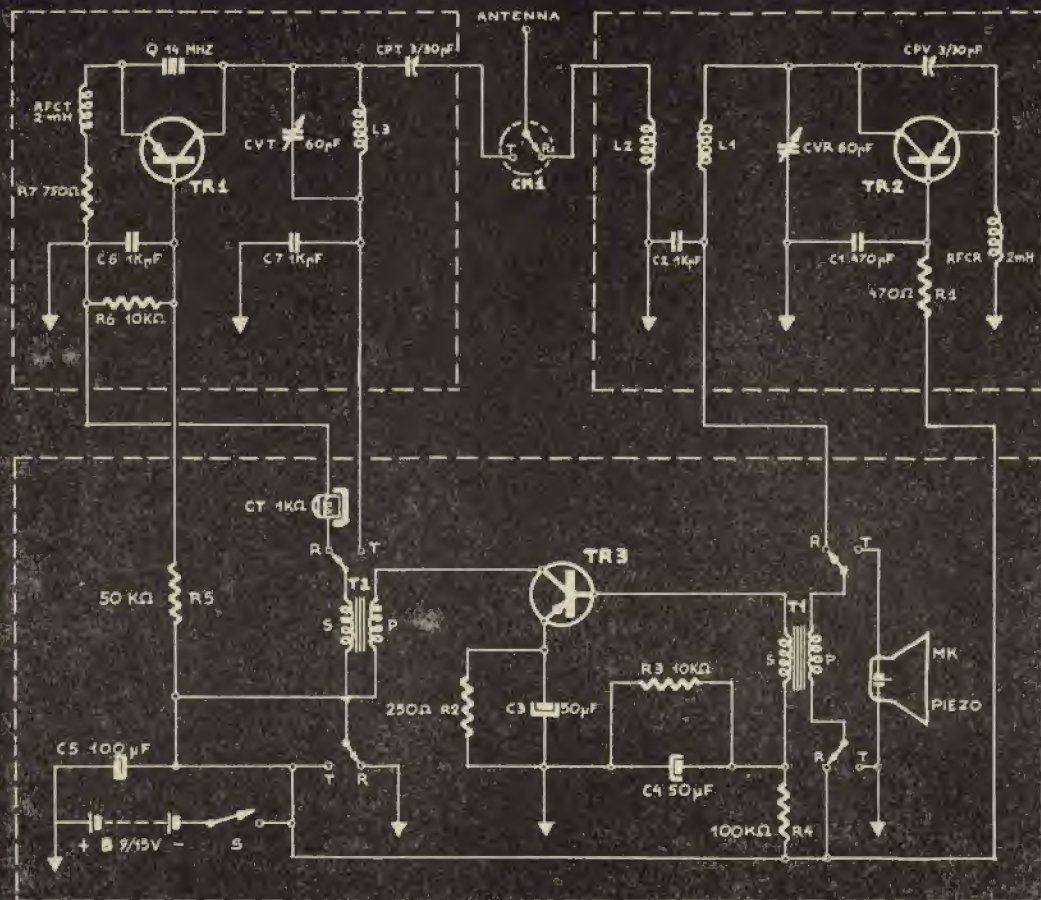 ANTENNA
Q 14 MHZ
CPT 3/30pF
CPV 3/30pF
RFCT
2mH
CVT 60pF
L3
T
R
CM1
L2
L1
CVR 60pF
TR1
TR2
R7 750Ω
C6 1KpF
C7 1KpF
C2 1KpF
C1 470pF
RFCR 2mH
R6 10KΩ
470Ω R1
CT 1KΩ
R
T
TR3
R
T
50 KΩ R5
T2
S
P
T1
S
P
MK
PIEZO
R3 10KΩ
250Ω R2
C3 50µF
C5 100µF
T
R
C4 50µF
R
T
100KΩ R4
+ B 9/15V -
S